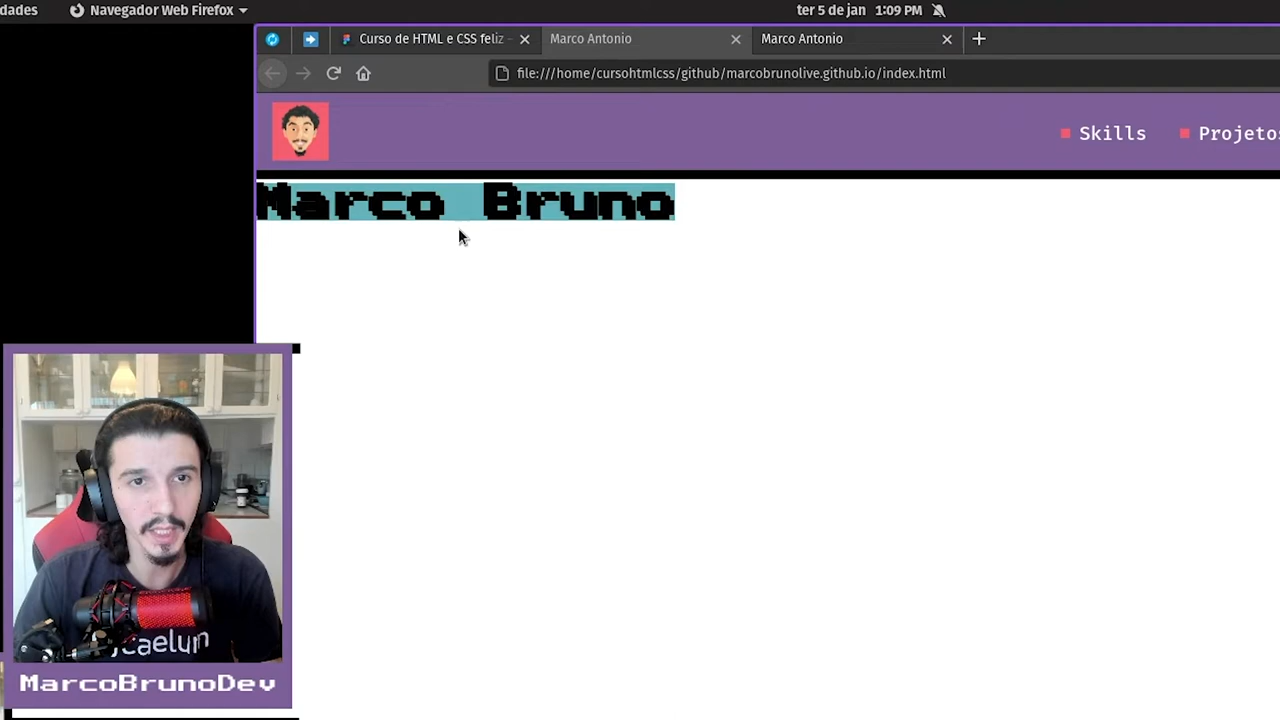 dades
Navegador Web Firefox
ter 5 de jan 1:09 PM
Curso de HTML e CSS feliz -
Marco Antonio
Marco Antonio
file:///home/cursohtmlcss/github/marcobrunolive.github.io/index.html
Skills
Projetos
Marco Bruno
caelum
MarcoBrunoDev